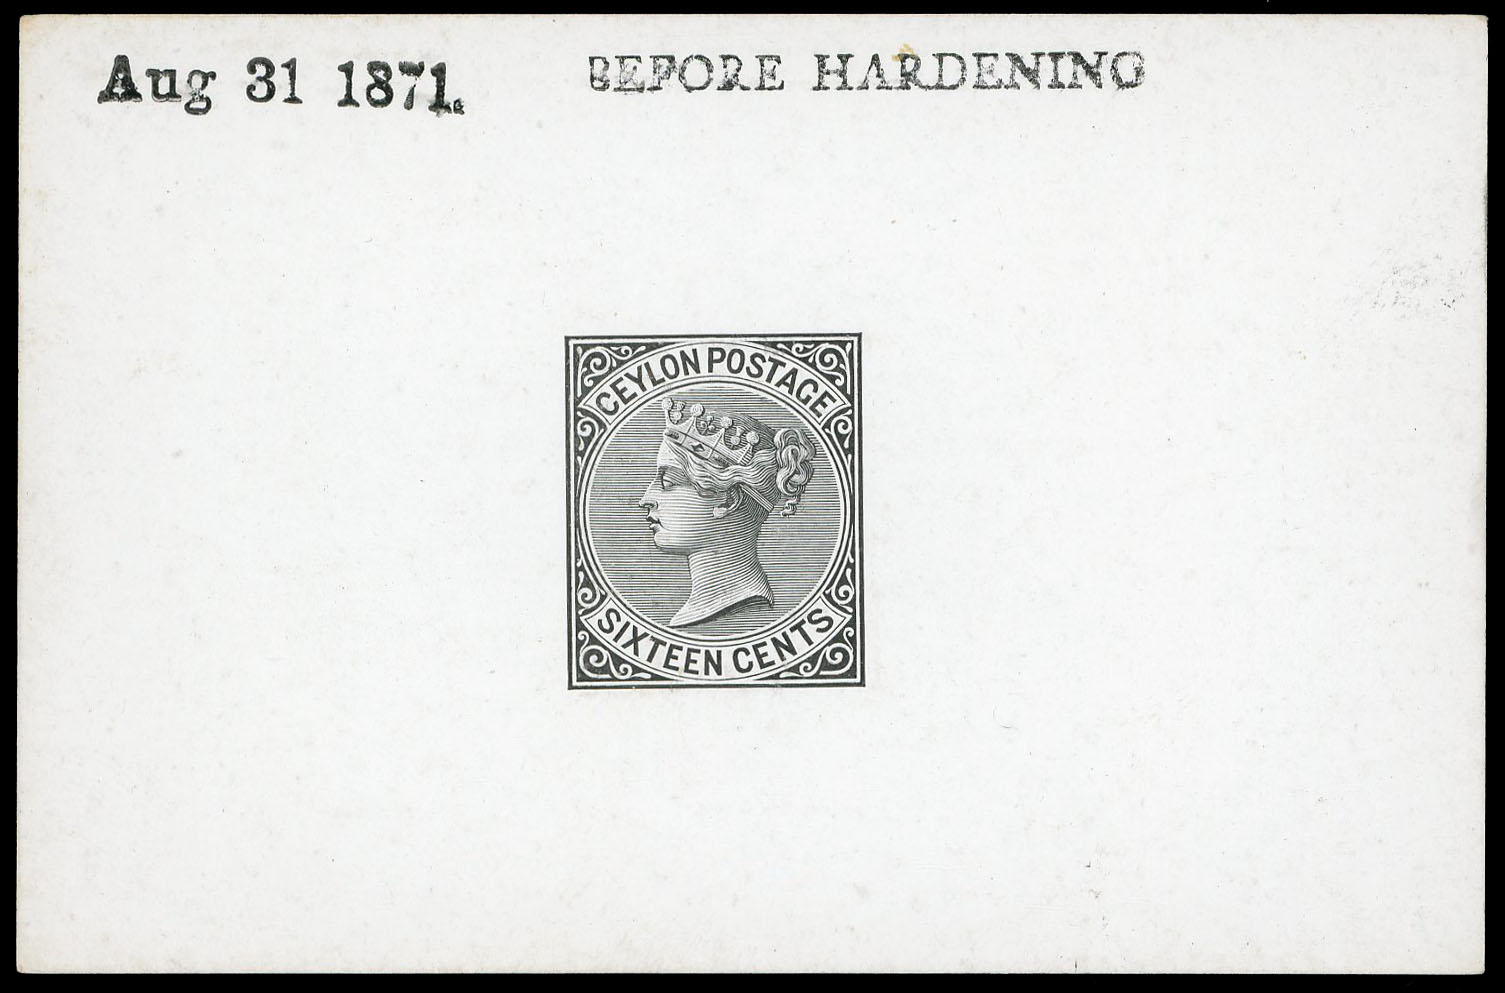 Aug 31 1871.
BEFORE HARDENING
CEYLON POSTAGE
SIXTEEN CENTS